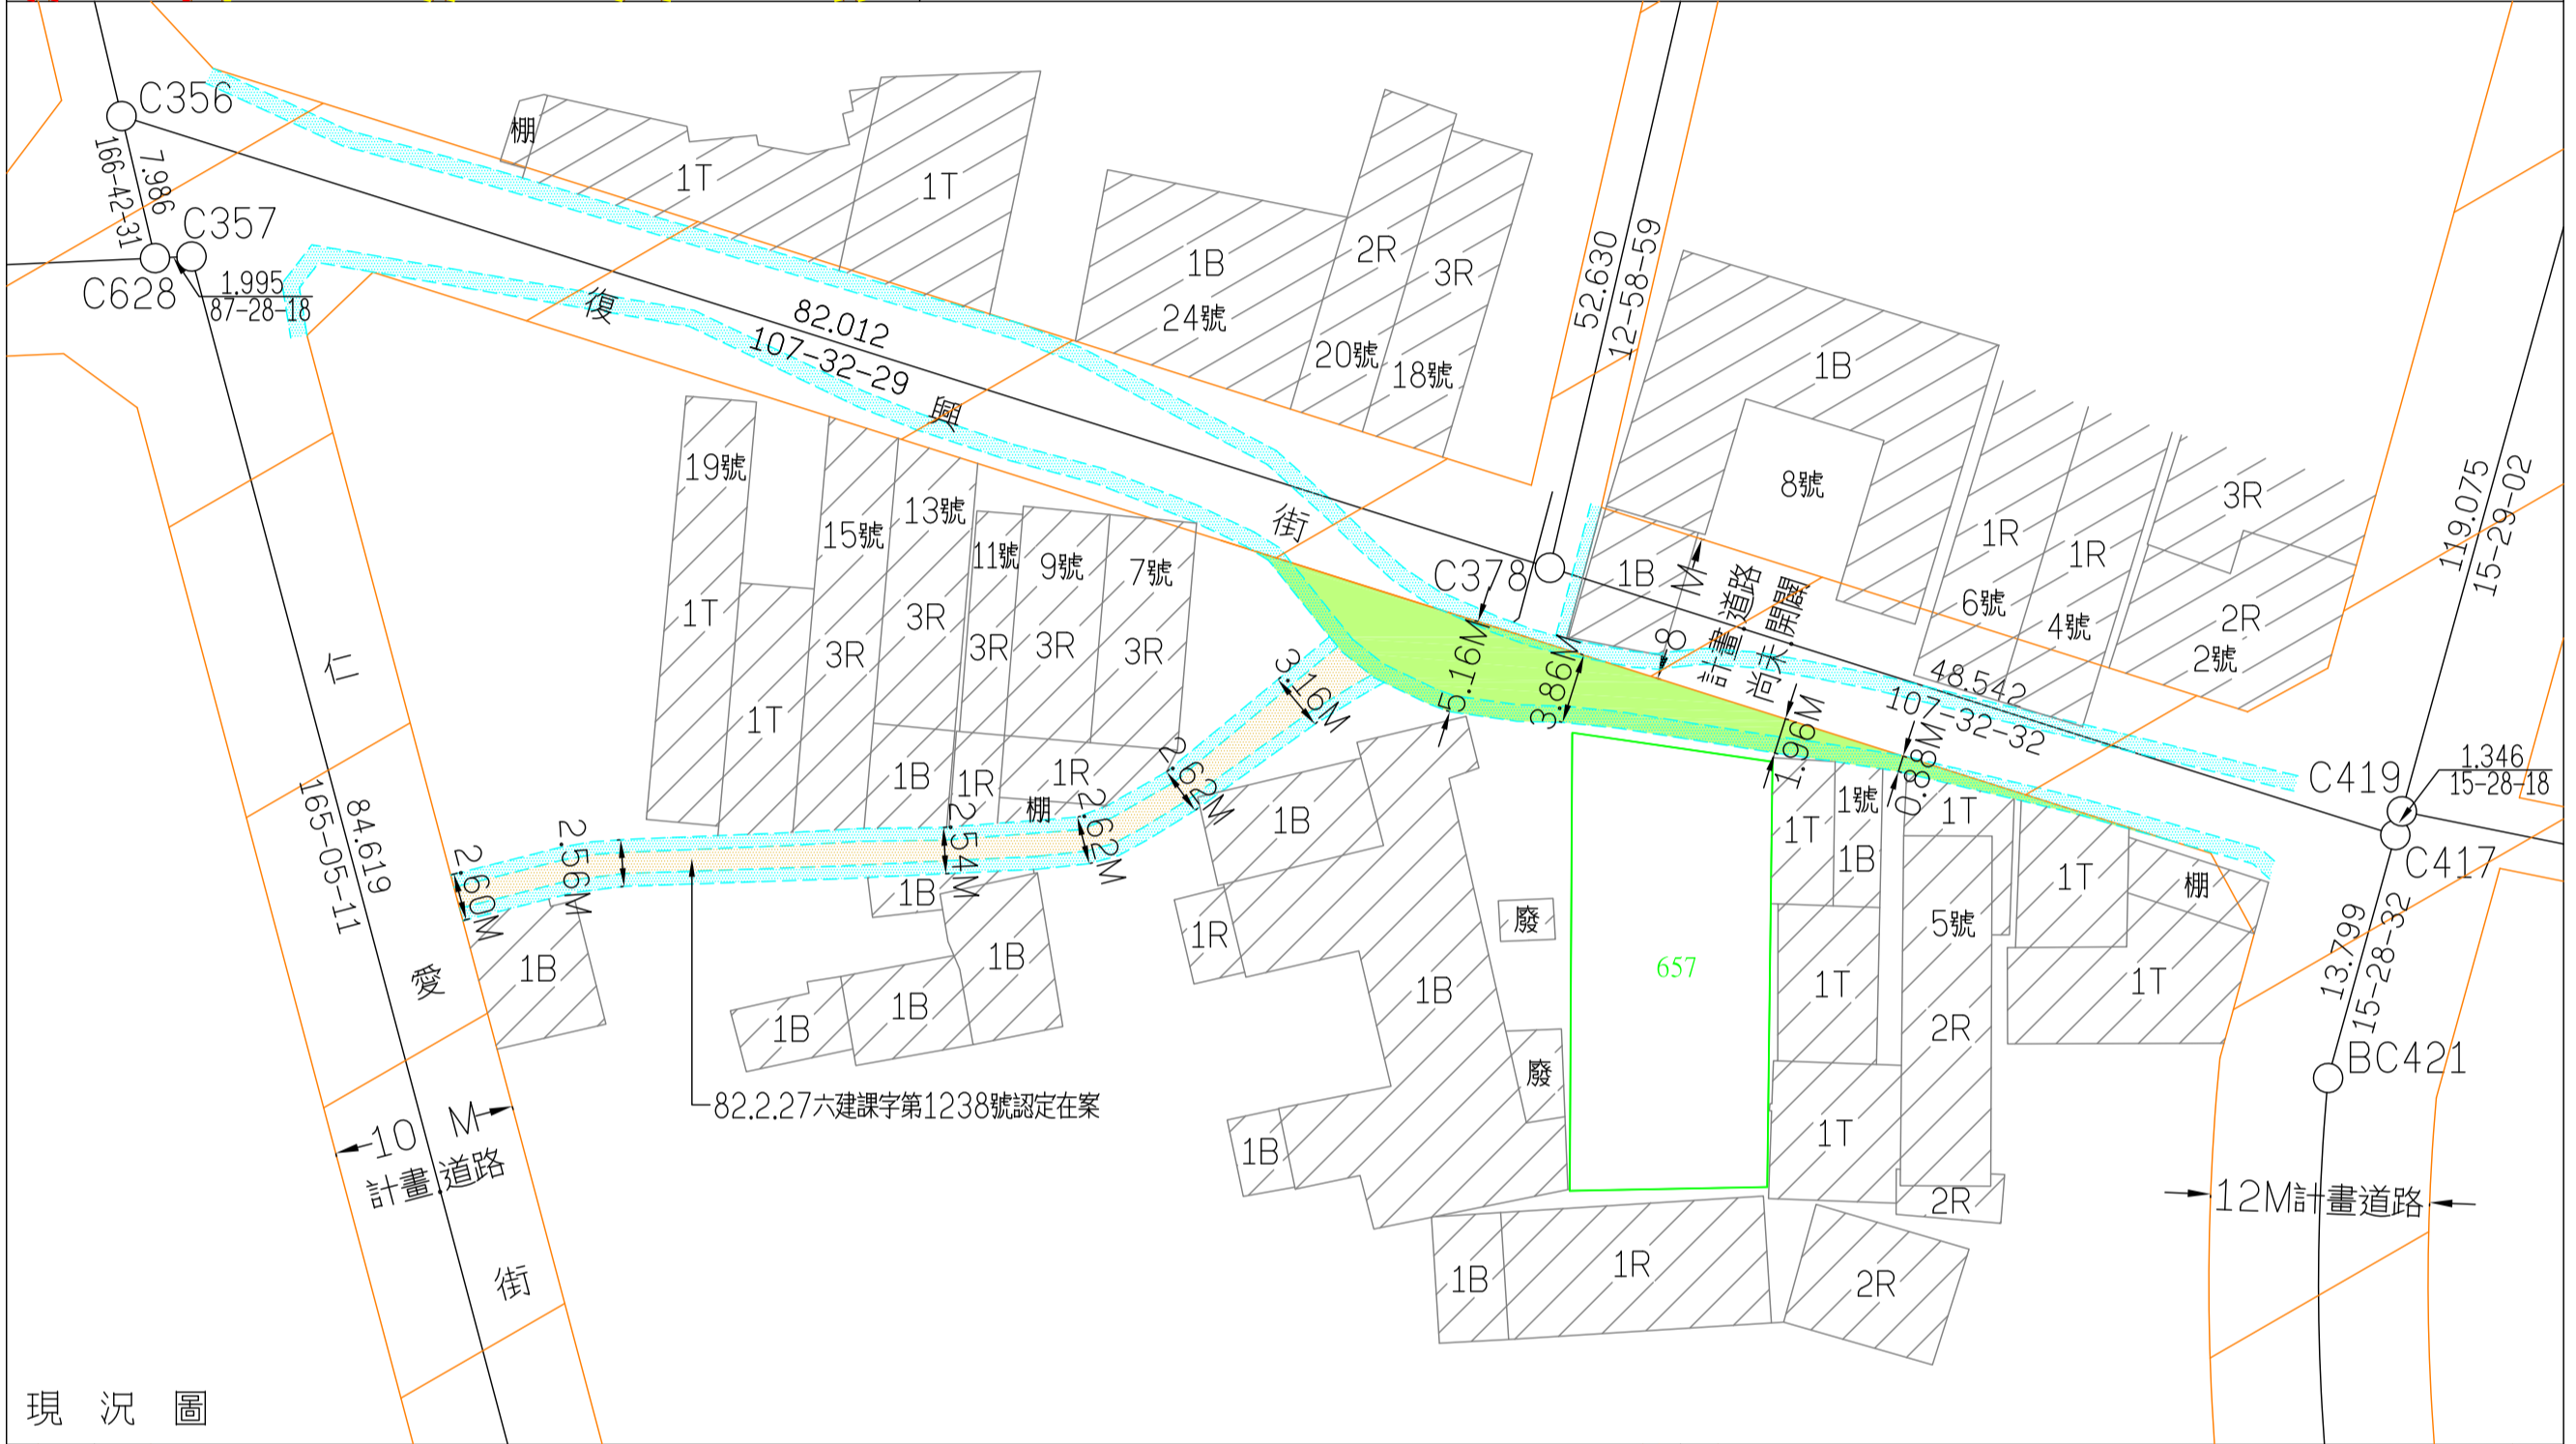 C356
7.986
166-42-31
C357
C628
1.995
87-28-18
棚
1T
1T
復
興
街
82.012
107-32-29
1B
24號
2R
20號
3R
18號
52.630
12-58-59
1B
8號
1B
C378
8 M
計畫道路
尚未開闢
1R
6號
1R
4號
3R
2R
2號
119.075
15-29-02
48.542
107-32-32
1.346
15-28-18
C419
C417
13.799
15-28-32
BC421
12M計畫道路
19號
1T
1T
15號
3R
13號
3R
11號
3R
9號
3R
7號
3R
1B
1R
1R
棚
3.16M
2.62M
2.62M
2.54M
2.56M
2.60M
5.16M
3.86M
1.96M
0.88M
仁
愛
街
84.619
165-05-11
10 M
計畫道路
1B
1B
1B
1B
1B
82.2.27六建課字第1238號認定在案
1B
1R
1B
1B
廢
廢
657
1T
1號
1B
1T
1T
1T
5號
2R
2R
1T
棚
1T
1B
1R
2R
現況圖